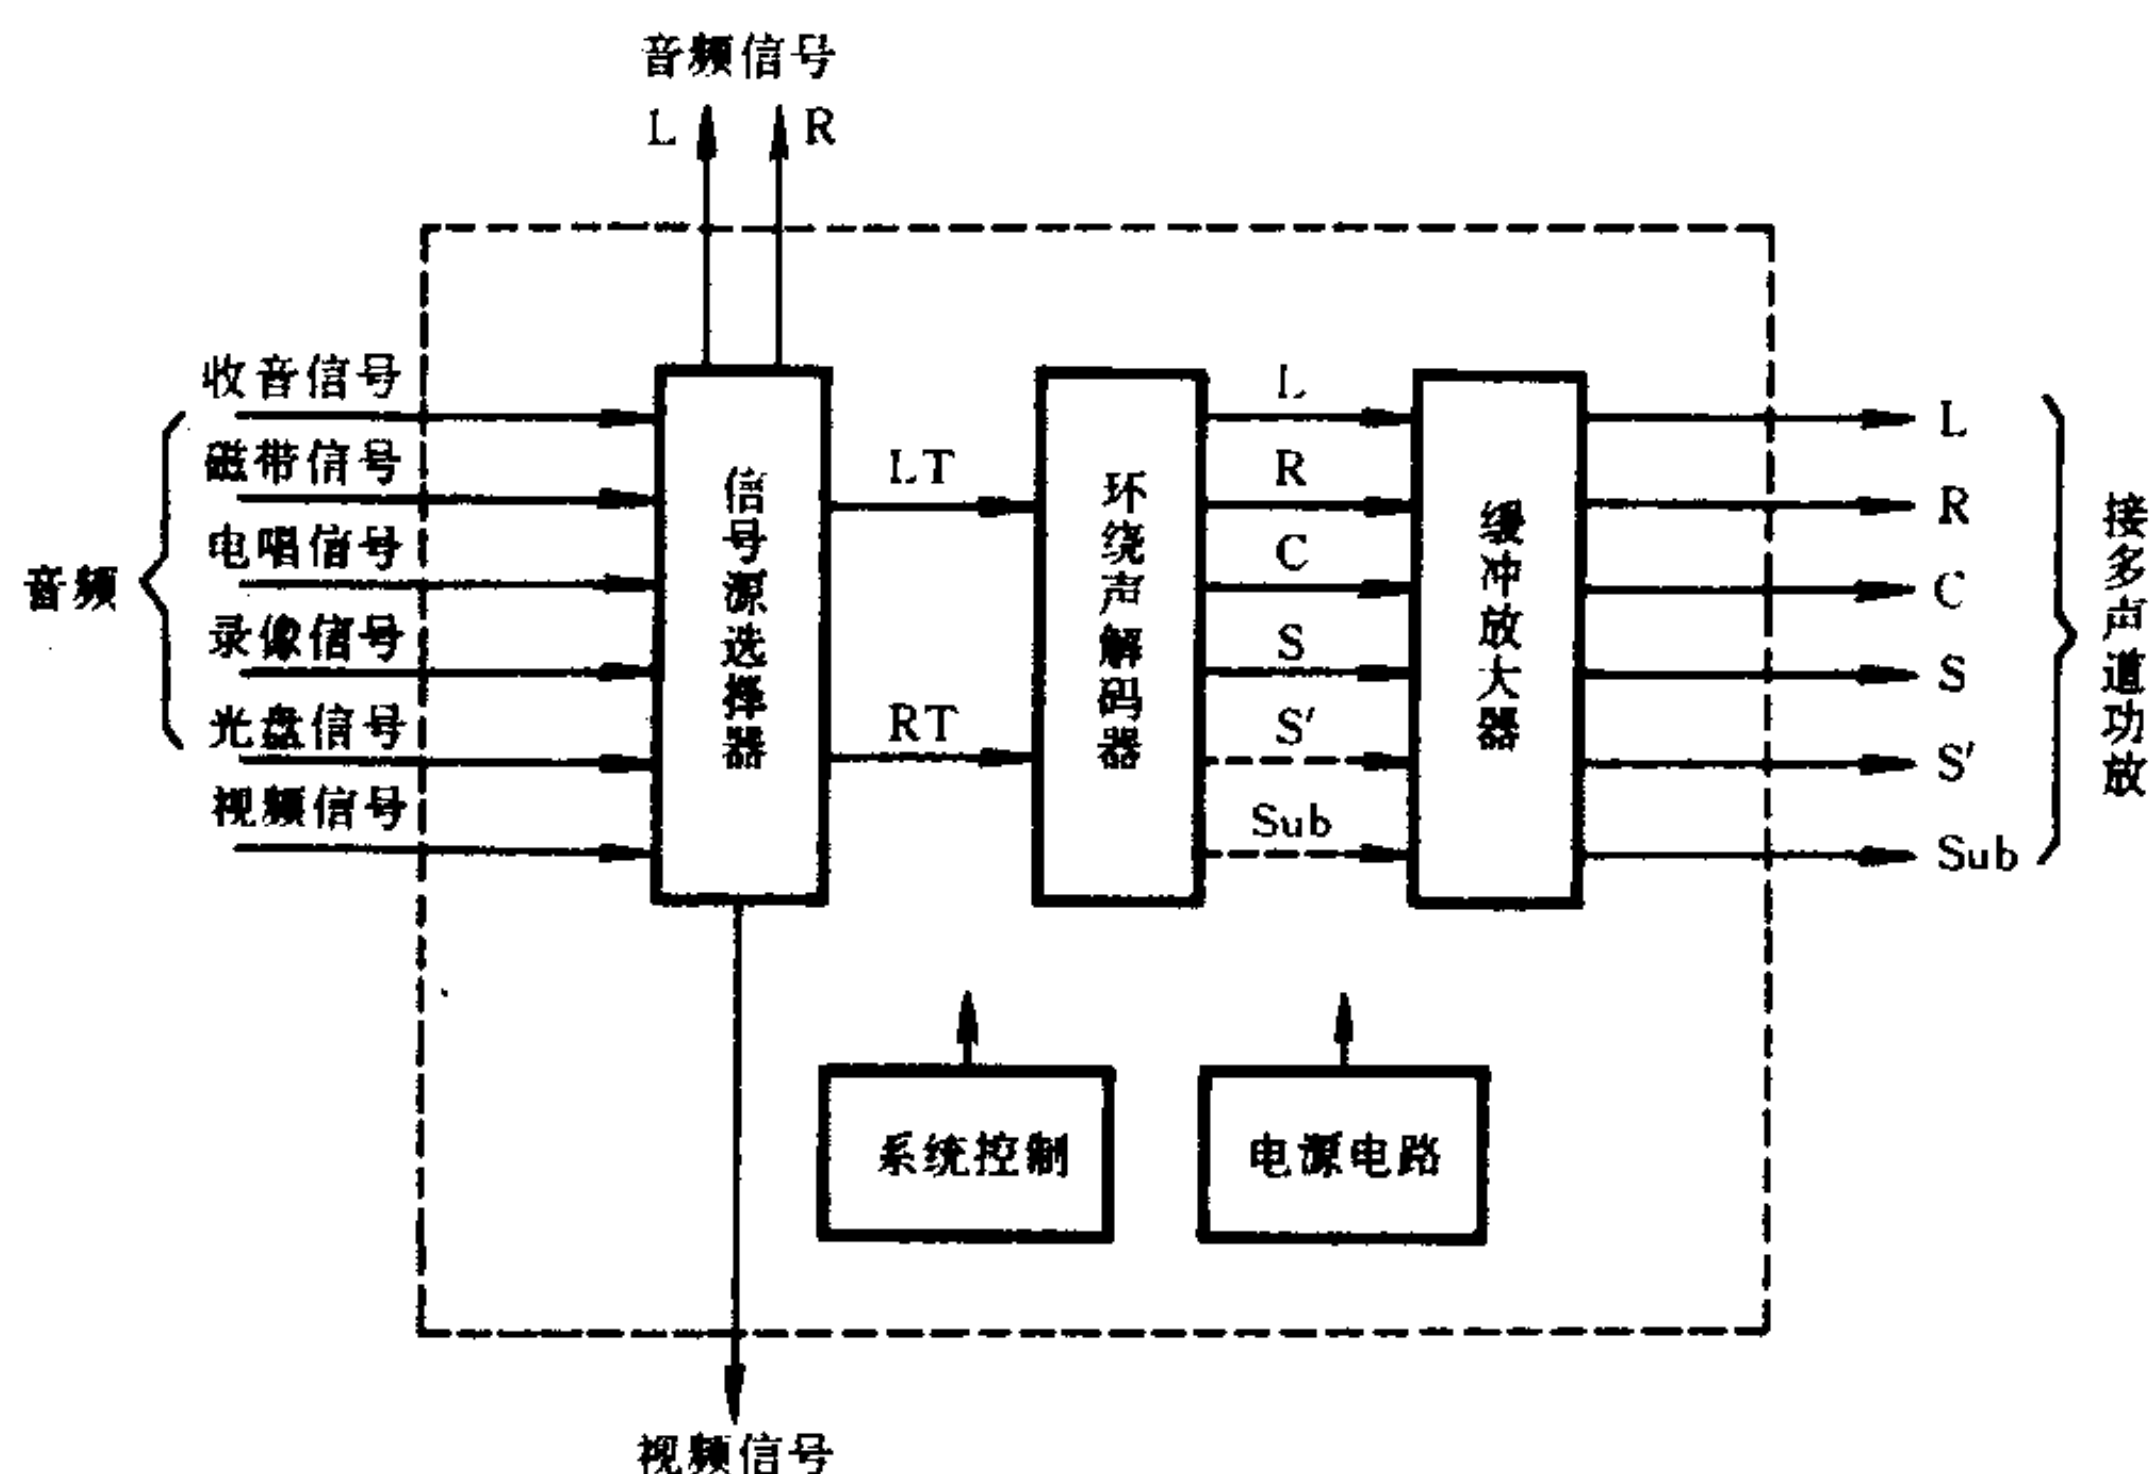 音频信号
L R
收音信号
磁带信号
电唱信号
录像信号
光盘信号
视频信号
音频
信号源选择器
LT
RT
环绕声解码器
L
R
C
S
S′
Sub
缓冲放大器
L
R
C
S
S′
Sub
接多声道功放
系统控制
电源电路
视频信号